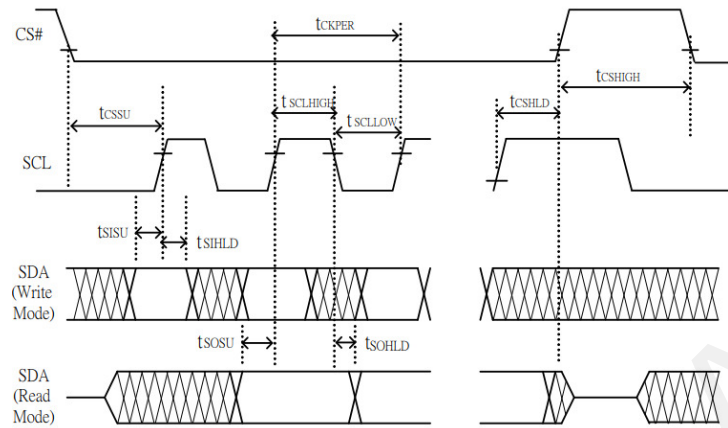 CS#
tCKPER
tCSHIGH
tCSSU
tSCLHIGH
tSCLLOW
tCSHLD
SCL
tSISU
tSIHLD
SDA
(Write
Mode)
tSOSU
tSOHLD
SDA
(Read
Mode)